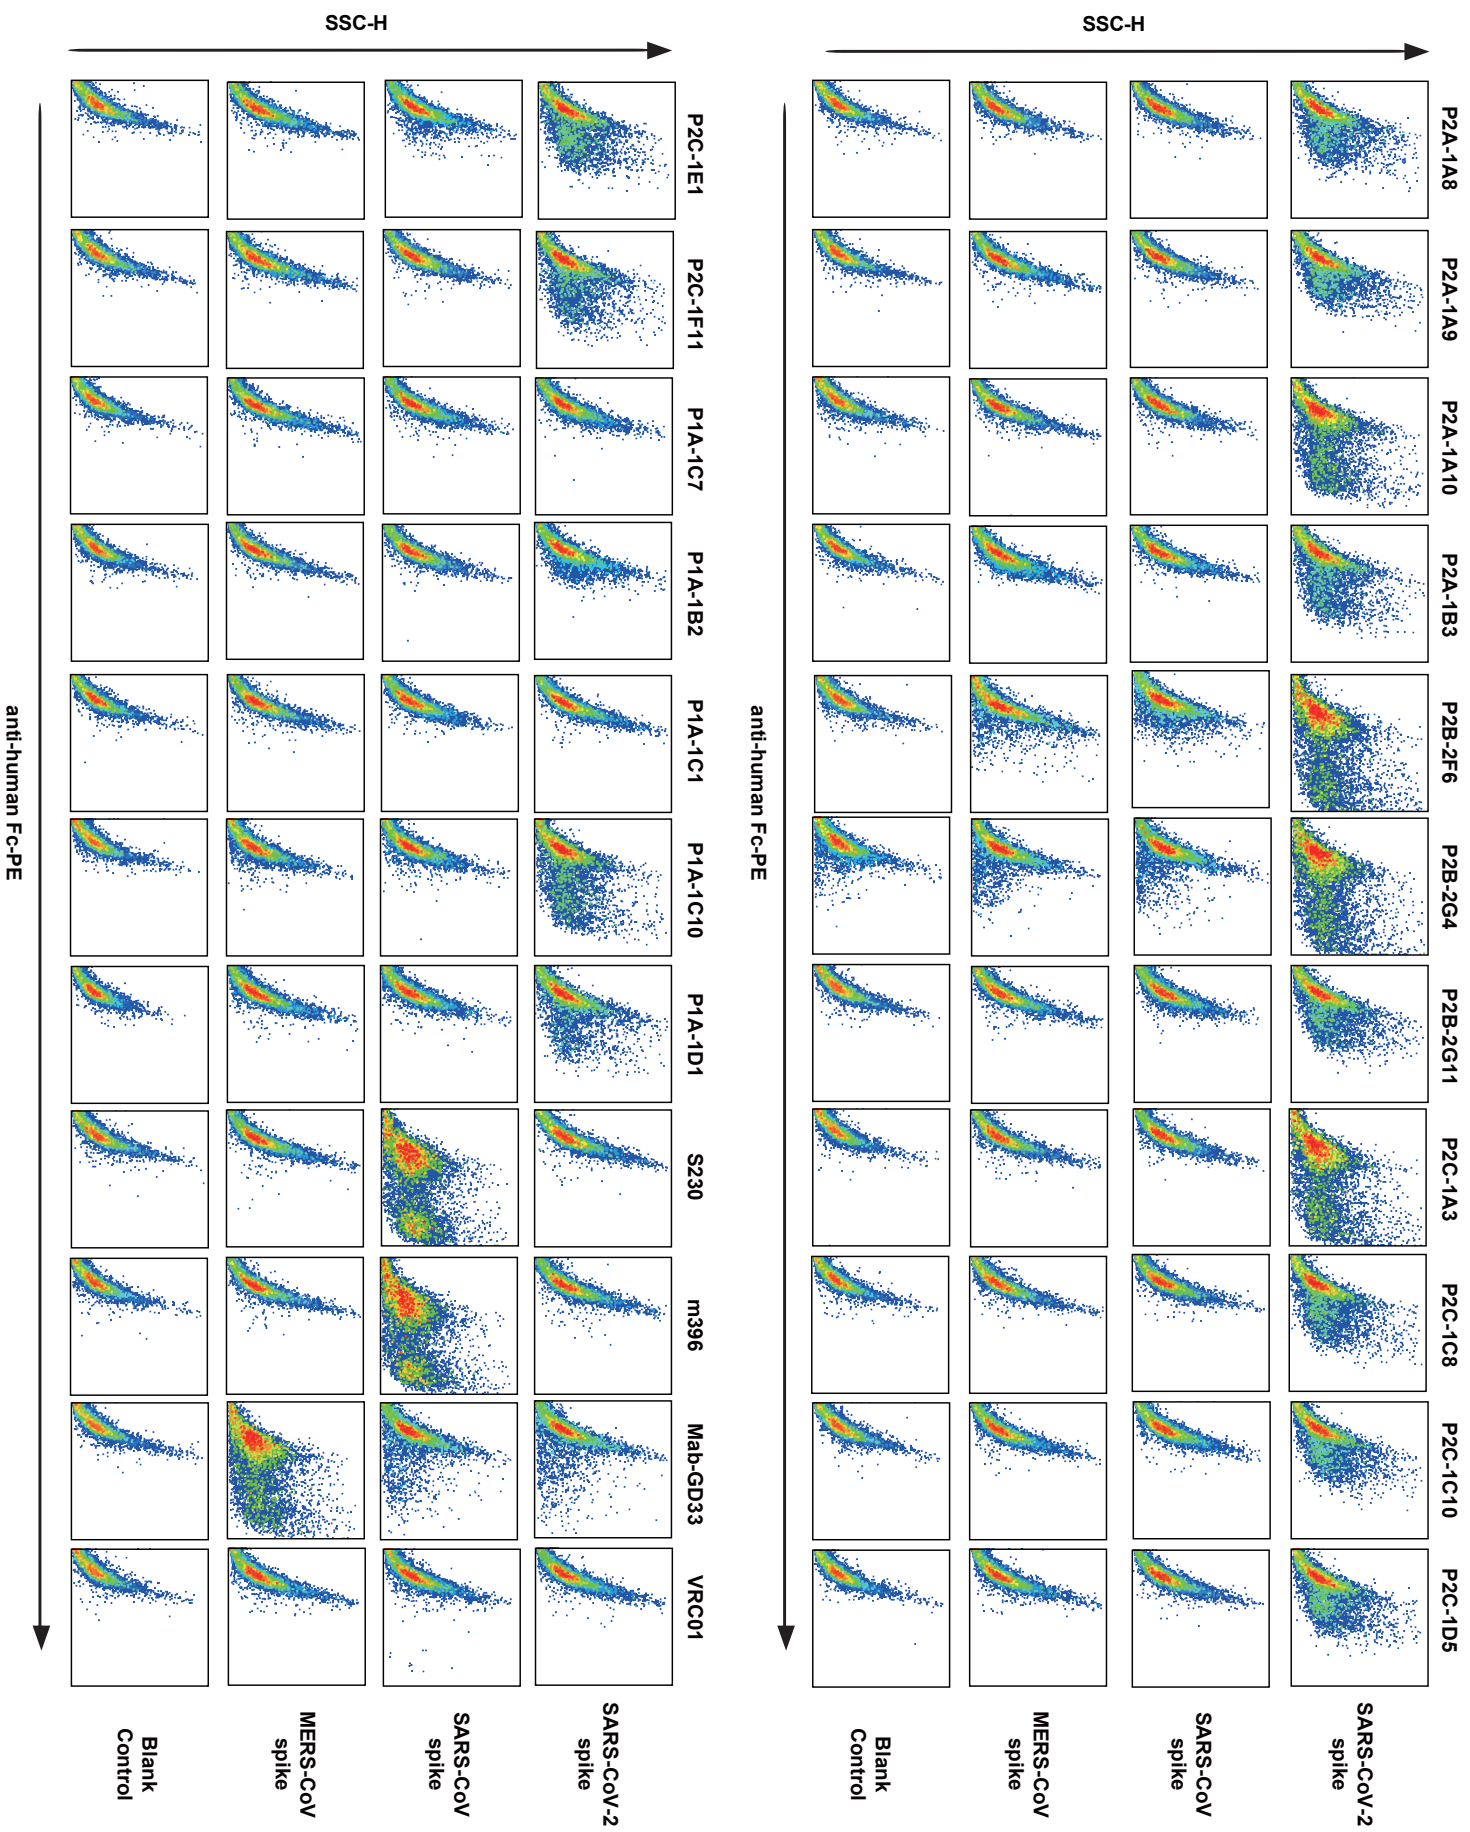 P2A-1A8
P2A-1A9
P2A-1A10
P2A-1B3
P2B-2F6
P2B-2G4
P2B-2G11
P2C-1A3
P2C-1C8
P2C-1C10
P2C-1D5
SSC-H
SARS-CoV-2
spike
SARS-CoV
spike
MERS-CoV
spike
Blank
Control
anti-human Fc-PE
P2C-1E1
P2C-1F11
P1A-1C7
P1A-1B2
P1A-1C1
P1A-1C10
P1A-1D1
S230
m396
Mab-GD33
VRC01
SSC-H
SARS-CoV-2
spike
SARS-CoV
spike
MERS-CoV
spike
Blank
Control
anti-human Fc-PE